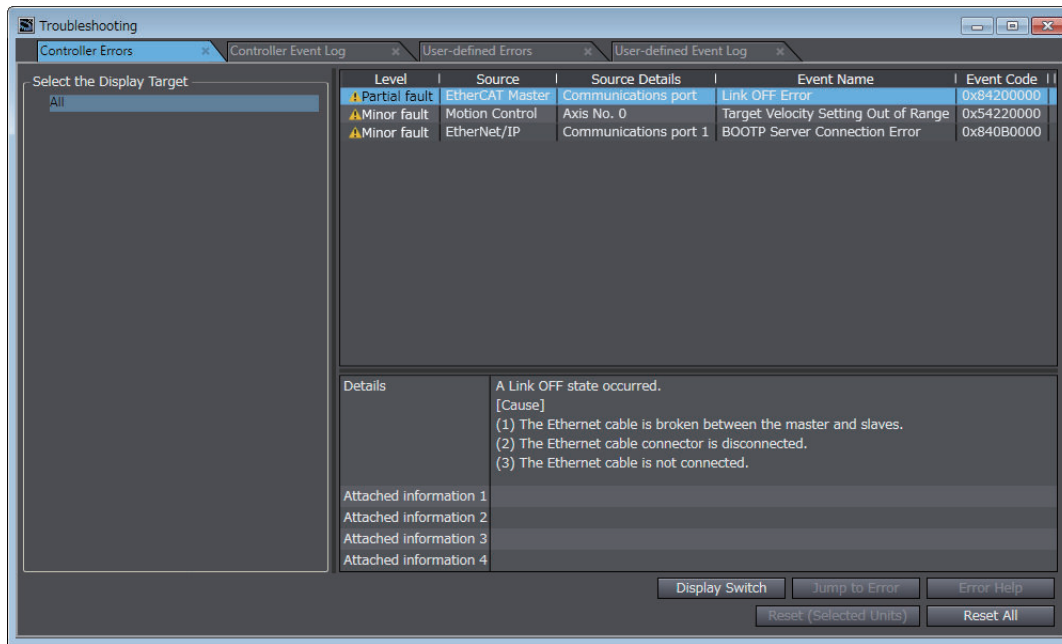 Troubleshooting
Controller Errors × Controller Event Log × User-defined Errors × User-defined Event Log ×
Select the Display Target
All
Level Source Source Details Event Name Event Code
Partial fault EtherCAT Master Communications port Link OFF Error 0x84200000
Minor fault Motion Control Axis No. 0 Target Velocity Setting Out of Range 0x54220000
Minor fault EtherNet/IP Communications port 1 BOOTP Server Connection Error 0x840B0000
Details A Link OFF state occurred.
[Cause]
(1) The Ethernet cable is broken between the master and slaves.
(2) The Ethernet cable connector is disconnected.
(3) The Ethernet cable is not connected.
Attached information 1
Attached information 2
Attached information 3
Attached information 4
Display Switch Jump to Error Error Help
Reset (Selected Units) Reset All